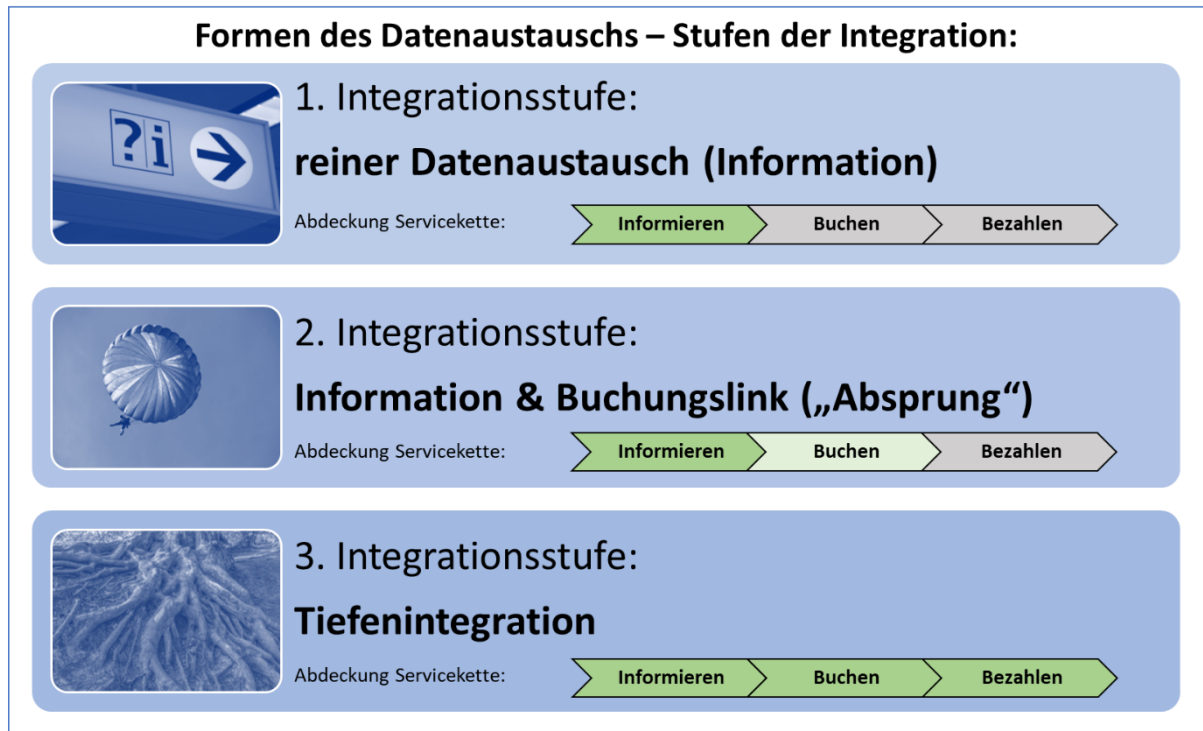 Formen des Datenaustauschs – Stufen der Integration:
?i
1. Integrationsstufe:
reiner Datenaustausch (Information)
Abdeckung Servicekette: Informieren Buchen Bezahlen
2. Integrationsstufe:
Information & Buchungslink („Absprung“)
Abdeckung Servicekette: Informieren Buchen Bezahlen
3. Integrationsstufe:
Tiefenintegration
Abdeckung Servicekette: Informieren Buchen Bezahlen